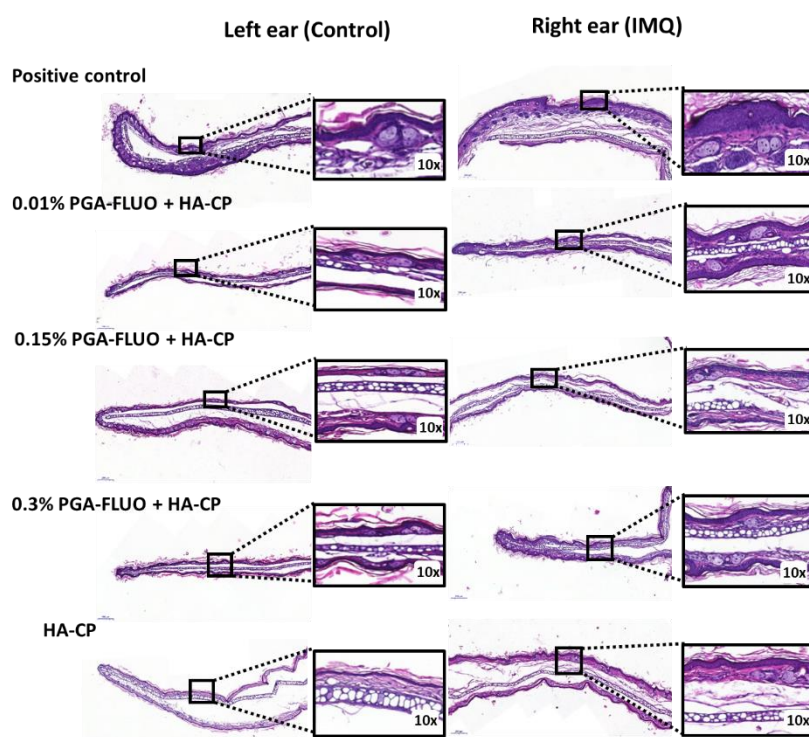 Left ear (Control) Right ear (IMQ)
Positive control
10x 10x
0.01% PGA-FLUO + HA-CP
10x 10x
0.15% PGA-FLUO + HA-CP
10x 10x
0.3% PGA-FLUO + HA-CP
10x 10x
HA-CP
10x 10x